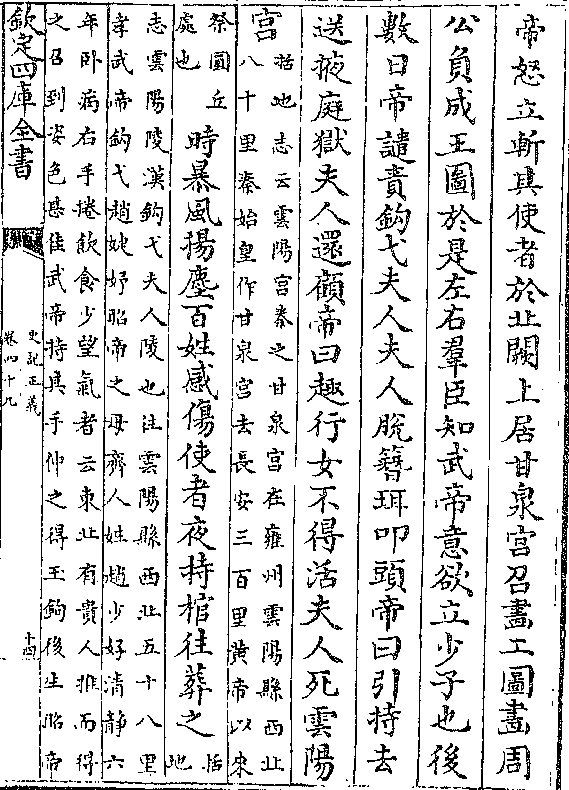 帝怒立斬其使者於北闕上居甘泉宮召畫工圖畫周
公負成王圖於是左右羣臣知武帝意欲立少子也後
數日帝譴責鈎弋夫人夫人脫簪珥叩頭帝曰引持去
送掖庭獄夫人還顧帝曰趣行女不得活夫人死雲陽
宮
括地志云雲陽宮秦之甘泉宮在雍州雲陽縣西北
八十里秦始皇作甘泉宮去長安三百里黃帝以來
祭圓丘
處也
時暴風揚塵百姓感傷使者夜持棺往葬之
括
地
志雲陽陵漢鈎弋夫人陵也在雲陽縣西北五十八里
孝武帝鈎弋趙婕妤昭帝之母齊人姓趙少好清静六
年卧病右手捲飲食少望氣者云東北有貴人推而得
之召到姿色甚佳武帝持其手伸之得玉鈎後生昭帝
欽定四庫全書
史記正義
卷四十九
十四